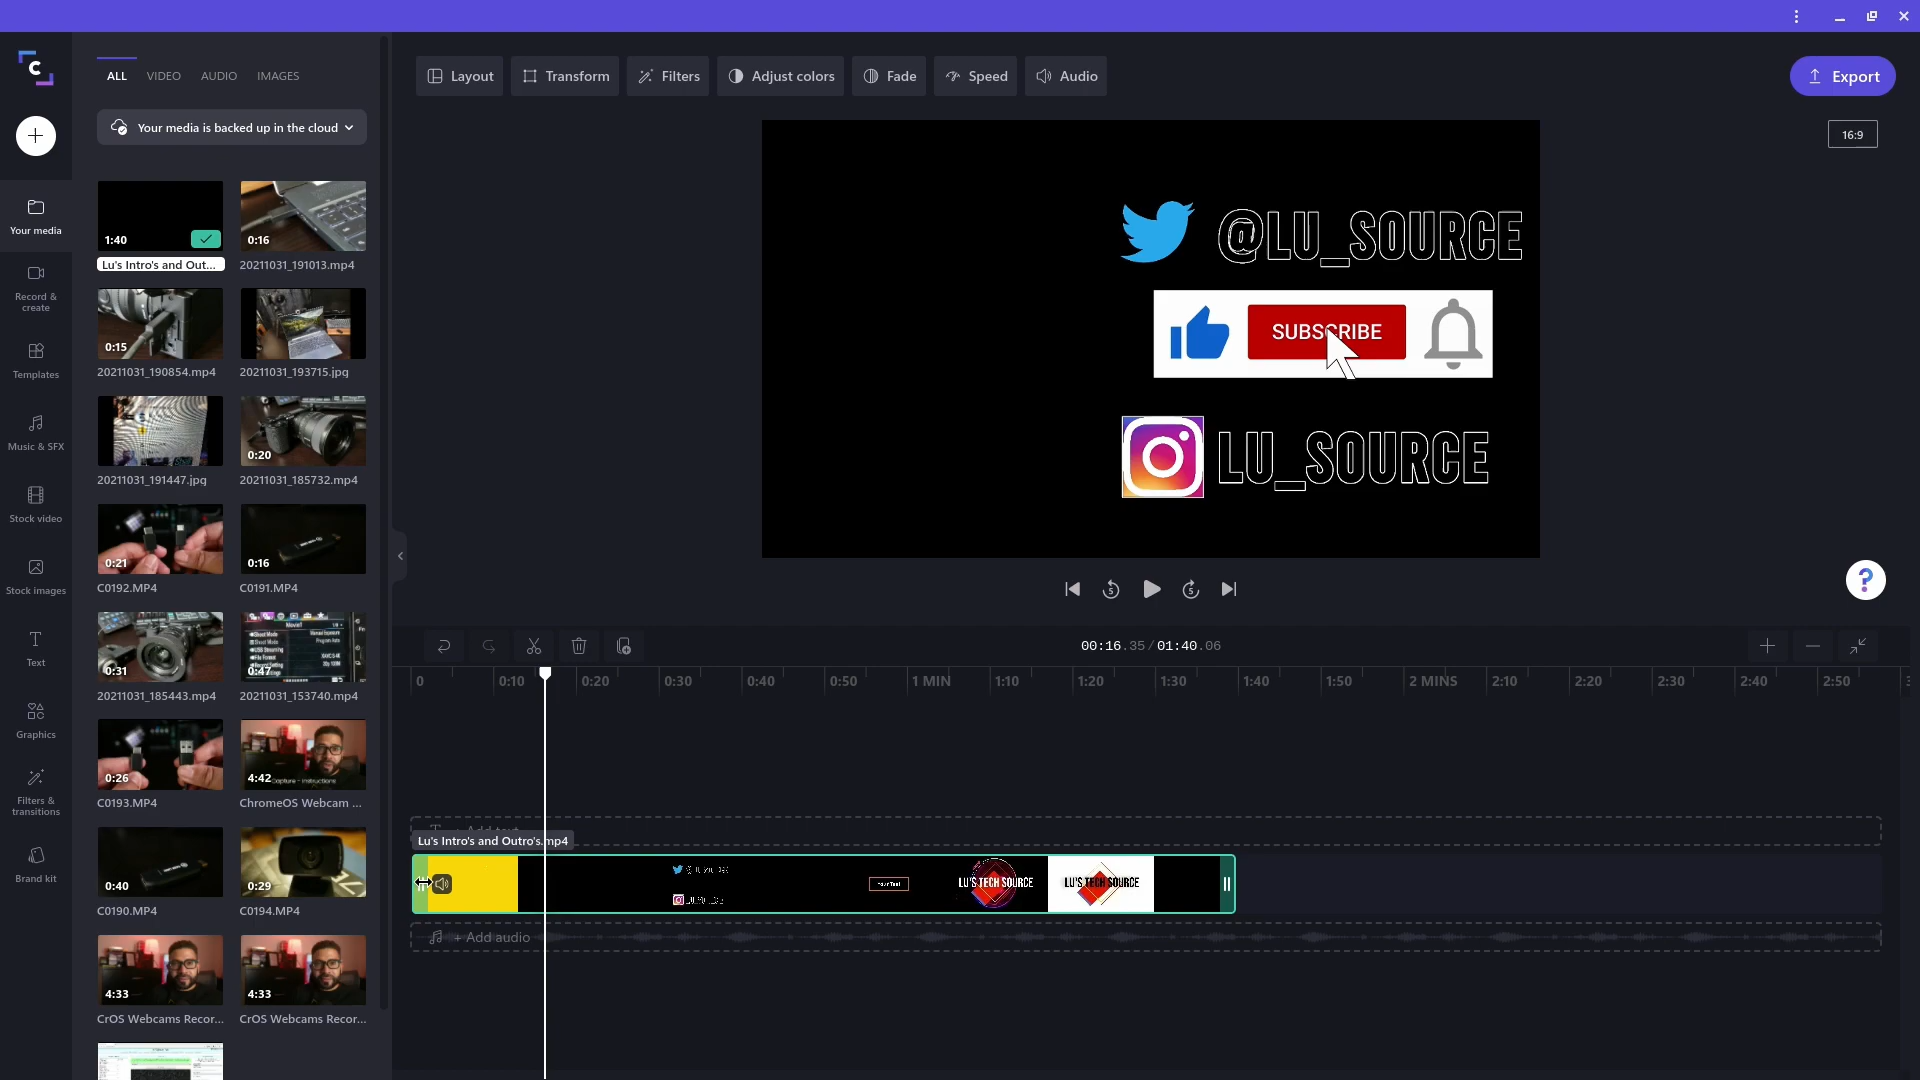 ALL VIDEO AUDIO IMAGES
Your media is backed up in the cloud
Your media
Record & create
Templates
Music & SFX
Stock video
Stock images
Text
Graphics
Filters & transitions
Brand kit
1:40
Lu's Intro's and Out...
0:16
20211031_191013.mp4
0:15
20211031_190854.mp4
20211031_193715.jpg
20211031_191447.jpg
0:20
20211031_185732.mp4
0:21
C0192.MP4
0:16
C0191.MP4
0:31
20211031_185443.mp4
0:47
20211031_153740.mp4
0:26
C0193.MP4
4:42
ChromeOS Webcam ...
0:40
C0190.MP4
0:29
C0194.MP4
4:33
CrOS Webcams Recor...
4:33
CrOS Webcams Recor...
Layout Transform Filters Adjust colors Fade Speed Audio
Export
16:9
@LU_SOURCE
SUBSCRIBE
LU_SOURCE
5
5
?
00:16.35/01:40.06
0 0:10 0:20 0:30 0:40 0:50 1 MIN 1:10 1:20 1:30 1:40 1:50 2 MINS 2:10 2:20 2:30 2:40 2:50
+ Add text
Lu's Intro's and Outro's.mp4
LU'S TECH SOURCE
LU'S TECH SOURCE
+ Add audio